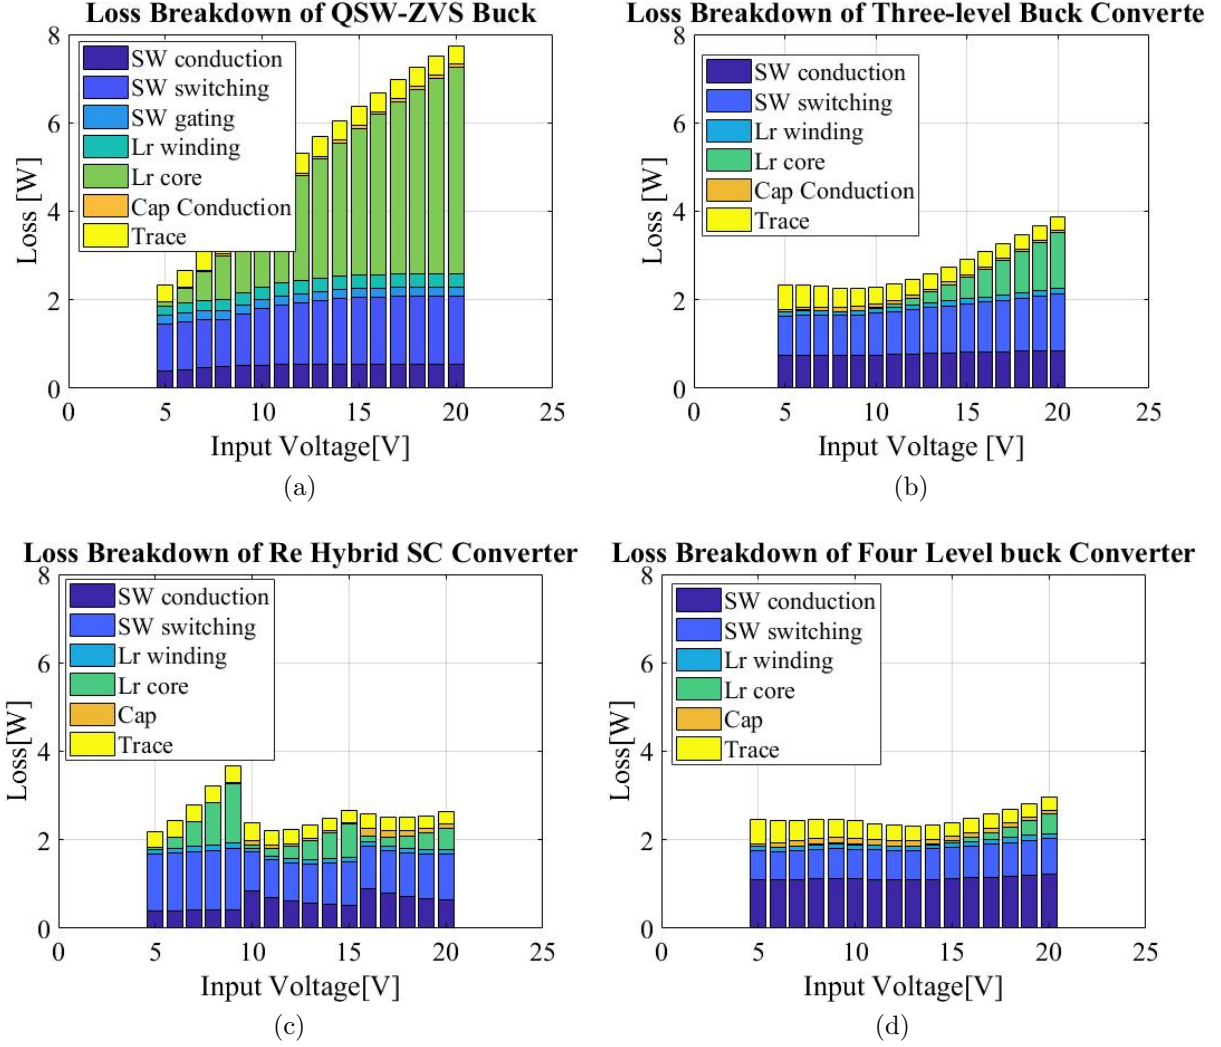 Loss Breakdown of QSW-ZVS Buck
8
6
4
2
0
Loss [W]
SW conduction
SW switching
SW gating
Lr winding
Lr core
Cap Conduction
Trace
0 5 10 15 20 25
Input Voltage[V]
(a)
Loss Breakdown of Three-level Buck Converte
8
6
4
2
0
Loss [W]
SW conduction
SW switching
Lr winding
Lr core
Cap Conduction
Trace
0 5 10 15 20 25
Input Voltage [V]
(b)
Loss Breakdown of Re Hybrid SC Converter
8
6
4
2
0
Loss[W]
SW conduction
SW switching
Lr winding
Lr core
Cap
Trace
0 5 10 15 20 25
Input Voltage[V]
(c)
Loss Breakdown of Four Level buck Converter
8
6
4
2
0
Loss[W]
SW conduction
SW switching
Lr winding
Lr core
Cap
Trace
0 5 10 15 20 25
Input Voltage[V]
(d)